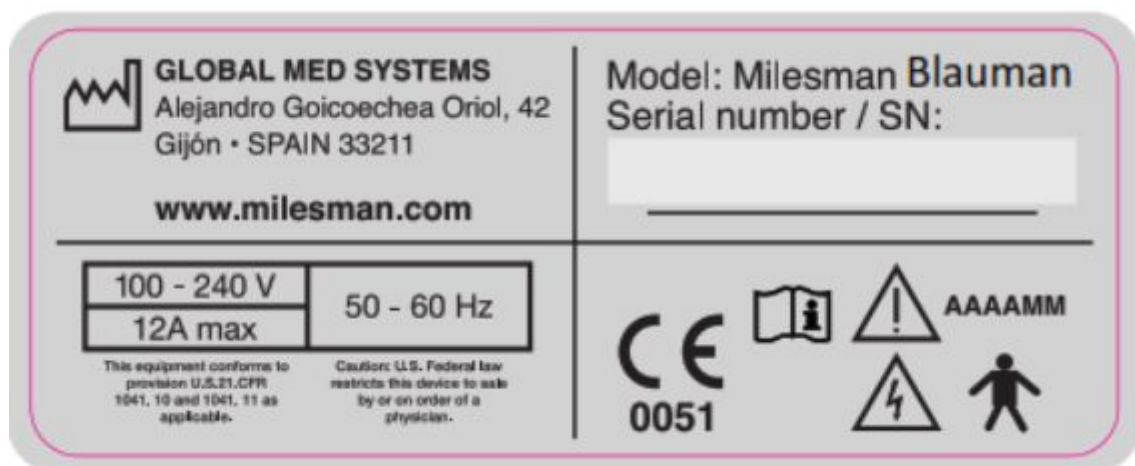 GLOBAL MED SYSTEMS
Alejandro Goicoechea Oriol, 42
Gijón • SPAIN 33211
www.milesman.com
Model: Milesman Blauman
Serial number / SN:
100 - 240 V
12A max
50 - 60 Hz
This equipment conforms to
provision U.S.21.CFR
1041. 10 and 1041. 11 as
applicable.
Caution: U.S. Federal law
restricts this device to sale
by or on order of a
physician.
CE
0051
i
AAAAMM